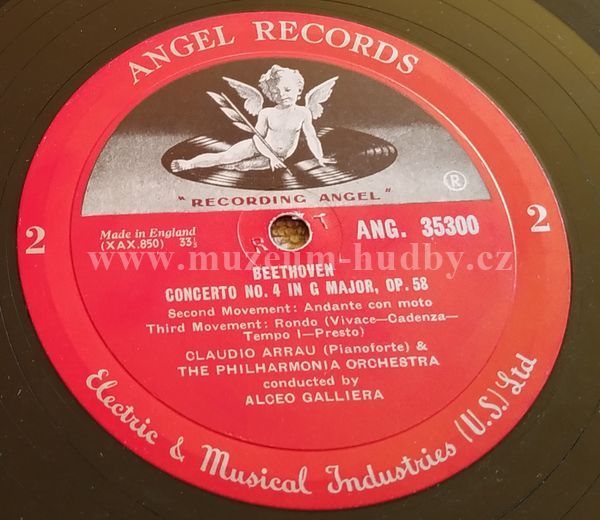 ANGEL RECORDS
"RECORDING ANGEL"
®
2
2
Made in England
(XAX.850) 33⅓
R T
ANG. 35300
www.muzeum-hudby.cz
BEETHOVEN
CONCERTO NO. 4 IN G MAJOR, OP. 58
Second Movement: Andante con moto
Third Movement: Rondo (Vivace—Cadenza—
Tempo I—Presto)
CLAUDIO ARRAU (Pianoforte) &
THE PHILHARMONIA ORCHESTRA
conducted by
ALCEO GALLIERA
Electric & Musical Industries (U.S.) Ltd